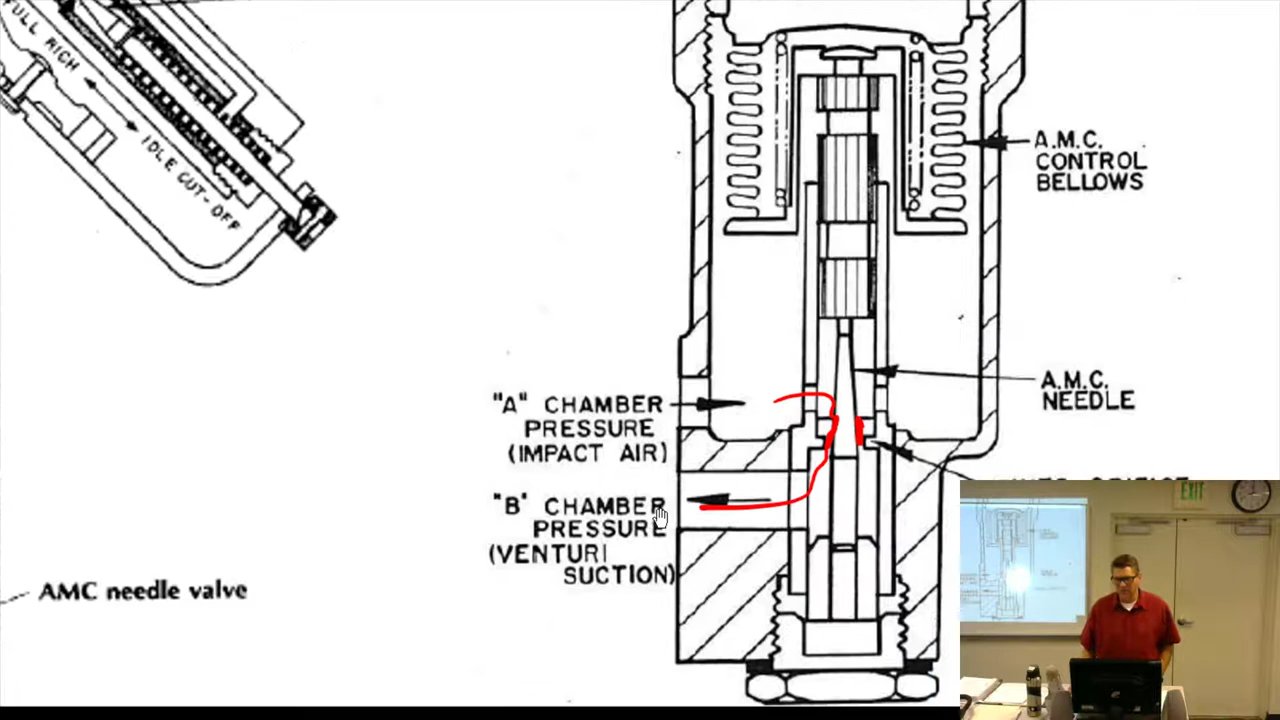 FULL RICH
IDLE CUT-OFF
A.M.C.
CONTROL
BELLOWS
A.M.C.
NEEDLE
"A" CHAMBER
PRESSURE
(IMPACT AIR)
"B" CHAMBER
PRESSURE
(VENTURI
SUCTION)
AMC needle valve
EXIT